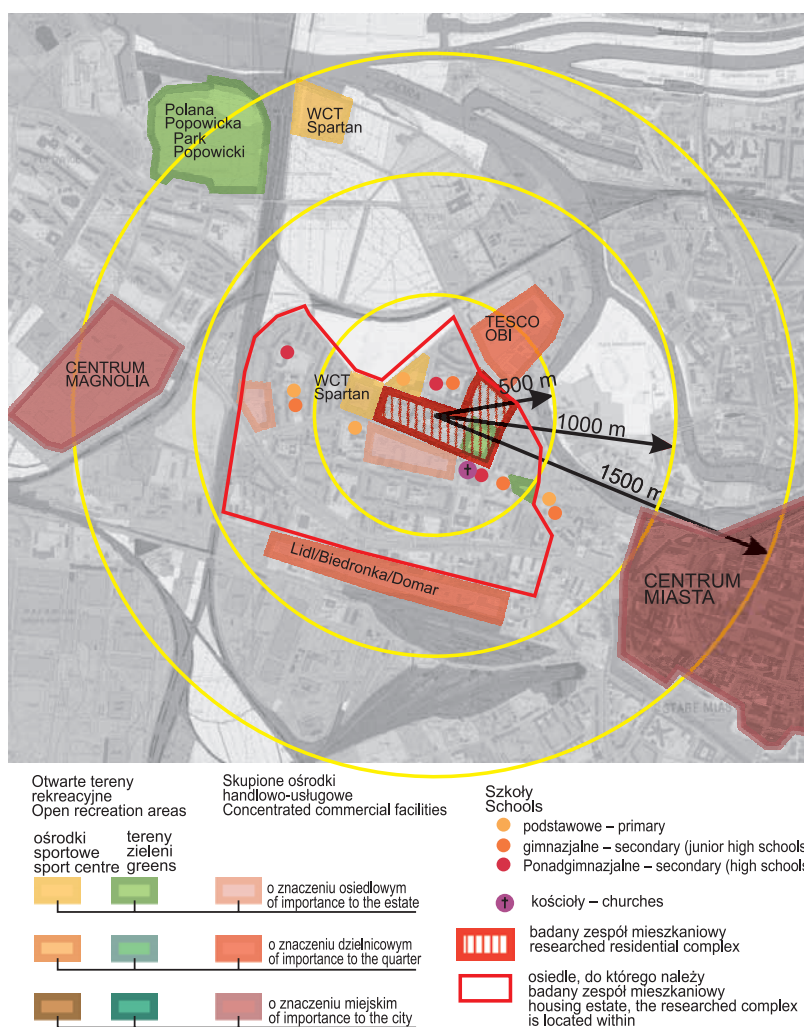 Polana
Popowicka
Park
Popowicki
WCT
Spartan
TESCO
OBI
CENTRUM
MAGNOLIA
WCT
Spartan
500 m
1000 m
1500 m
Lidl/Biedronka/Domar
CENTRUM
MIASTA
STARE MIAS
Otwarte tereny
rekreacyjne
Open recreation areas
ośrodki
sportowe
sport centre
tereny
zieleni
greens
Skupione ośrodki
handlowo-usługowe
Concentrated commercial facilities
o znaczeniu osiedlowym
of importance to the estate
o znaczeniu dzielnicowym
of importance to the quarter
o znaczeniu miejskim
of importance to the city
Szkoły
Schools
podstawowe – primary
gimnazjalne – secondary (junior high schools
Ponadgimnazjalne – secondary (high schools
kościoły – churches
badany zespół mieszkaniowy
researched residential complex
osiedle, do którego należy
badany zespół mieszkaniowy
housing estate, the researched complex
is located within